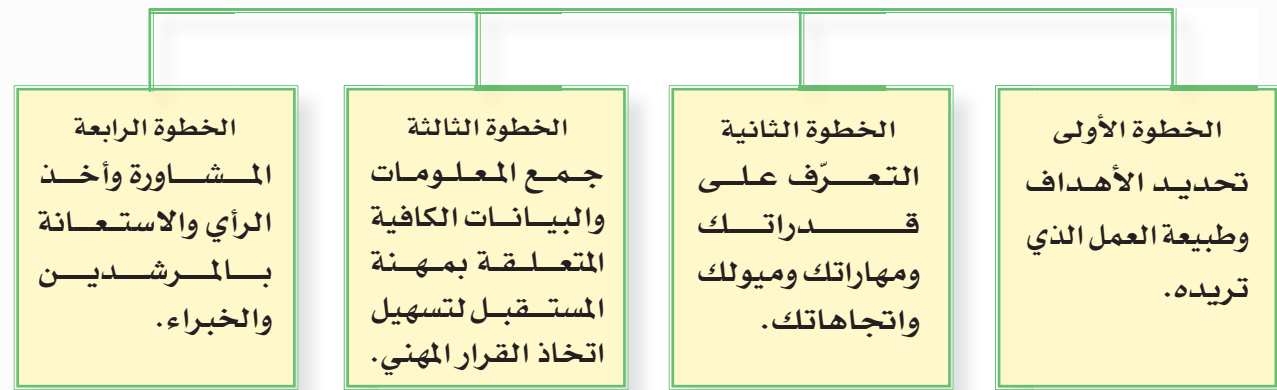 الخطوة الأولى
تحديد الأهداف
وطبيعة العمل الذي
تريده.
الخطوة الثانية
التعرّف على
قدراتك
ومهاراتك وميولك
واتجاهاتك.
الخطوة الثالثة
جمع المعلومات
والبيانات الكافية
المتعلقة بمهنة
المستقبل لتسهيل
اتخاذ القرار المهني.
الخطوة الرابعة
المشاورة وأخذ
الرأي والاستعانة
بالمرشدين
والخبراء.